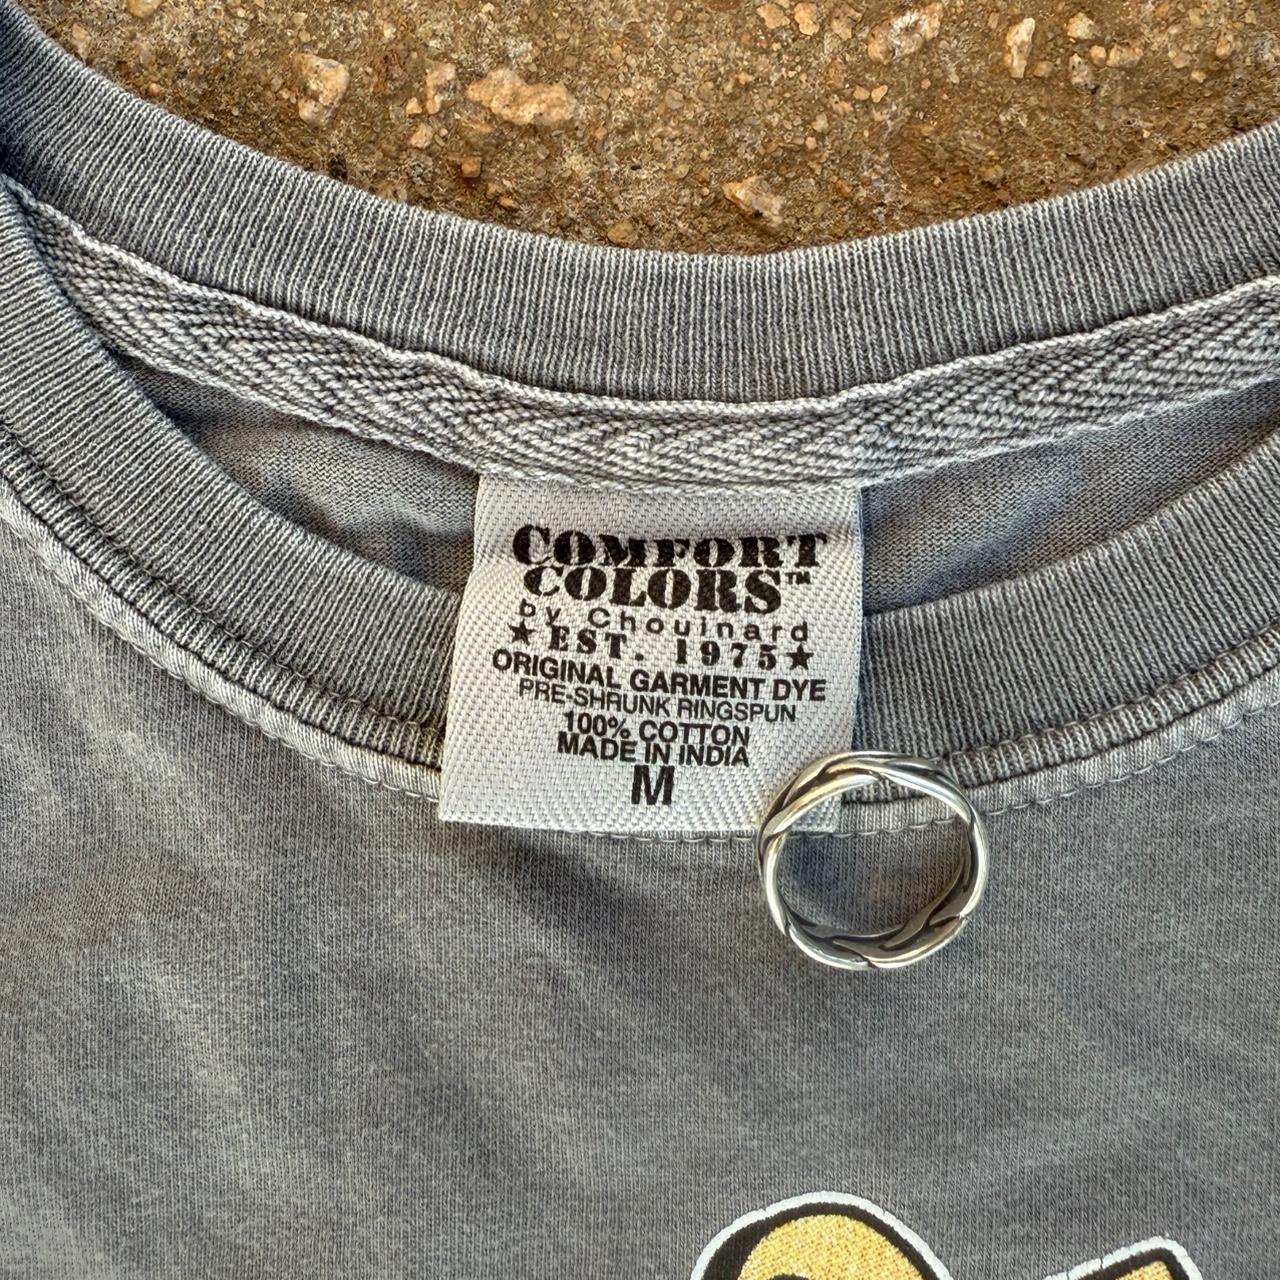 COMFORT
COLORS™
by Chouinard
★ EST. 1975 ★
ORIGINAL GARMENT DYE
PRE-SHRUNK RINGSPUN
100% COTTON
MADE IN INDIA
M